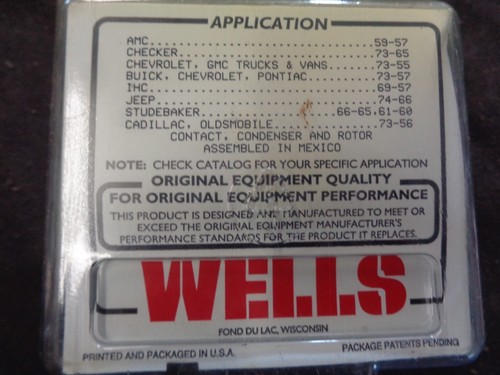 APPLICATION
AMC..............................59-57
CHECKER..........................73-65
CHEVROLET, GMC TRUCKS & VANS.......73-55
BUICK, CHEVROLET, PONTIAC.........73-57
IHC..............................69-57
JEEP.............................74-66
STUDEBAKER..................66-65,61-60
CADILLAC, OLDSMOBILE..............73-56
CONTACT, CONDENSER AND ROTOR
ASSEMBLED IN MEXICO
NOTE: CHECK CATALOG FOR YOUR SPECIFIC APPLICATION
ORIGINAL EQUIPMENT QUALITY
FOR ORIGINAL EQUIPMENT PERFORMANCE
THIS PRODUCT IS DESIGNED AND MANUFACTURED TO MEET OR
EXCEED THE ORIGINAL EQUIPMENT MANUFACTURER'S
PERFORMANCE STANDARDS FOR THE PRODUCT IT REPLACES.
WELLS
FOND DU LAC, WISCONSIN
PRINTED AND PACKAGED IN U.S.A. PACKAGE PATENTS PENDING